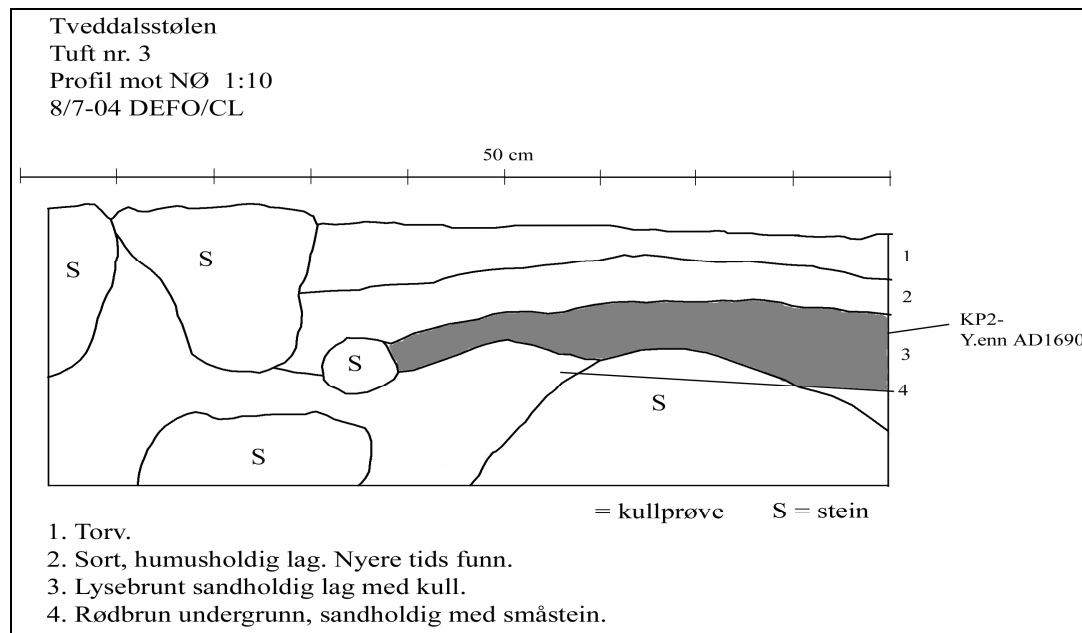 Tveddalsstølen
Tuft nr. 3
Profil mot NØ 1:10
8/7-04 DEFO/CL
50 cm
S
S
1
2
KP2-
Y.enn AD1690
3
S
4
S
S
= kullprøve S = stein
1. Torv.
2. Sort, humusholdig lag. Nyere tids funn.
3. Lysebrunt sandholdig lag med kull.
4. Rødbrun undergrunn, sandholdig med småstein.